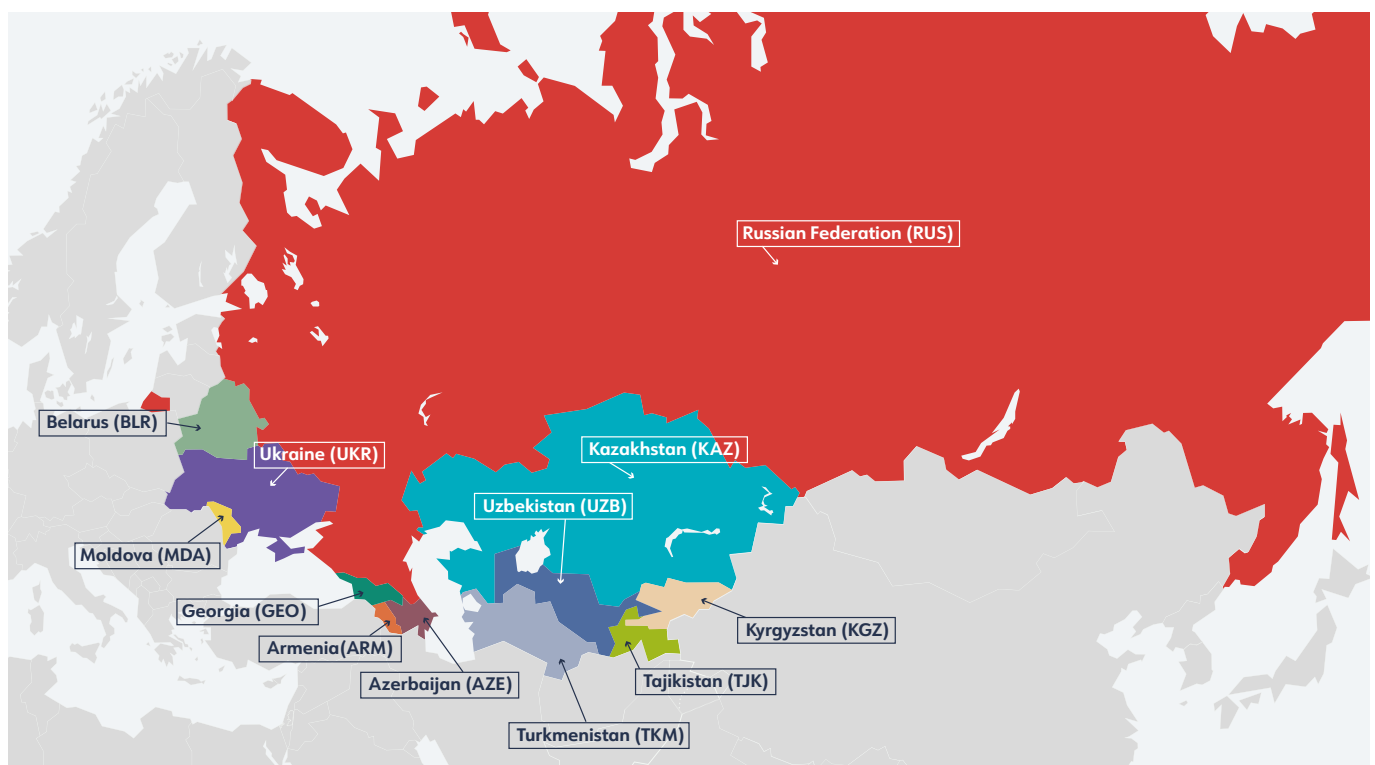 Russian Federation (RUS)
Belarus (BLR)
Ukraine (UKR)
Kazakhstan (KAZ)
Uzbekistan (UZB)
Moldova (MDA)
Georgia (GEO)
Kyrgyzstan (KGZ)
Armenia(ARM)
Azerbaijan (AZE)
Tajikistan (TJK)
Turkmenistan (TKM)